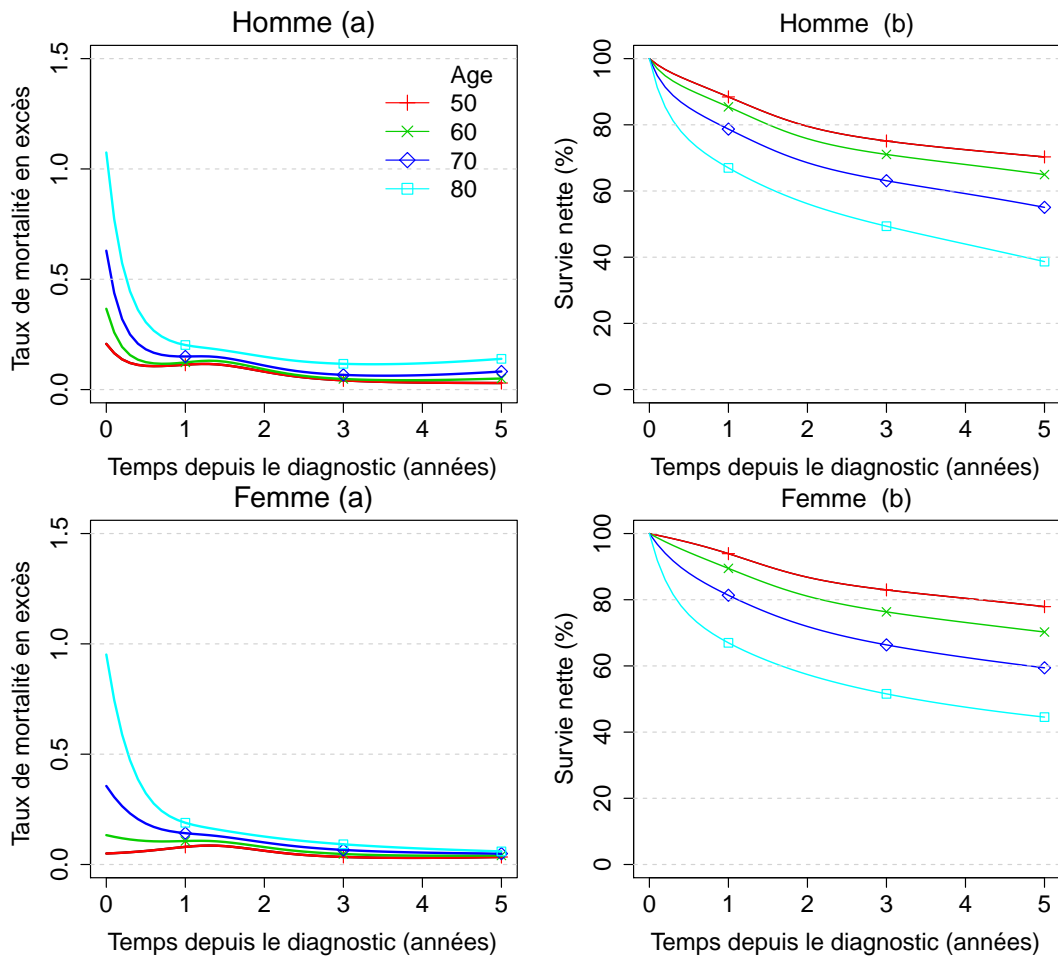 Homme (a)
Taux de mortalité en excès
1.5
1.0
0.5
0.0
Age
50
60
70
80
0 1 2 3 4 5
Temps depuis le diagnostic (années)
Homme (b)
Survie nette (%)
100
80
60
40
20
0
0 1 2 3 4 5
Temps depuis le diagnostic (années)
Femme (a)
Taux de mortalité en excès
1.5
1.0
0.5
0.0
0 1 2 3 4 5
Temps depuis le diagnostic (années)
Femme (b)
Survie nette (%)
100
80
60
40
20
0
0 1 2 3 4 5
Temps depuis le diagnostic (années)